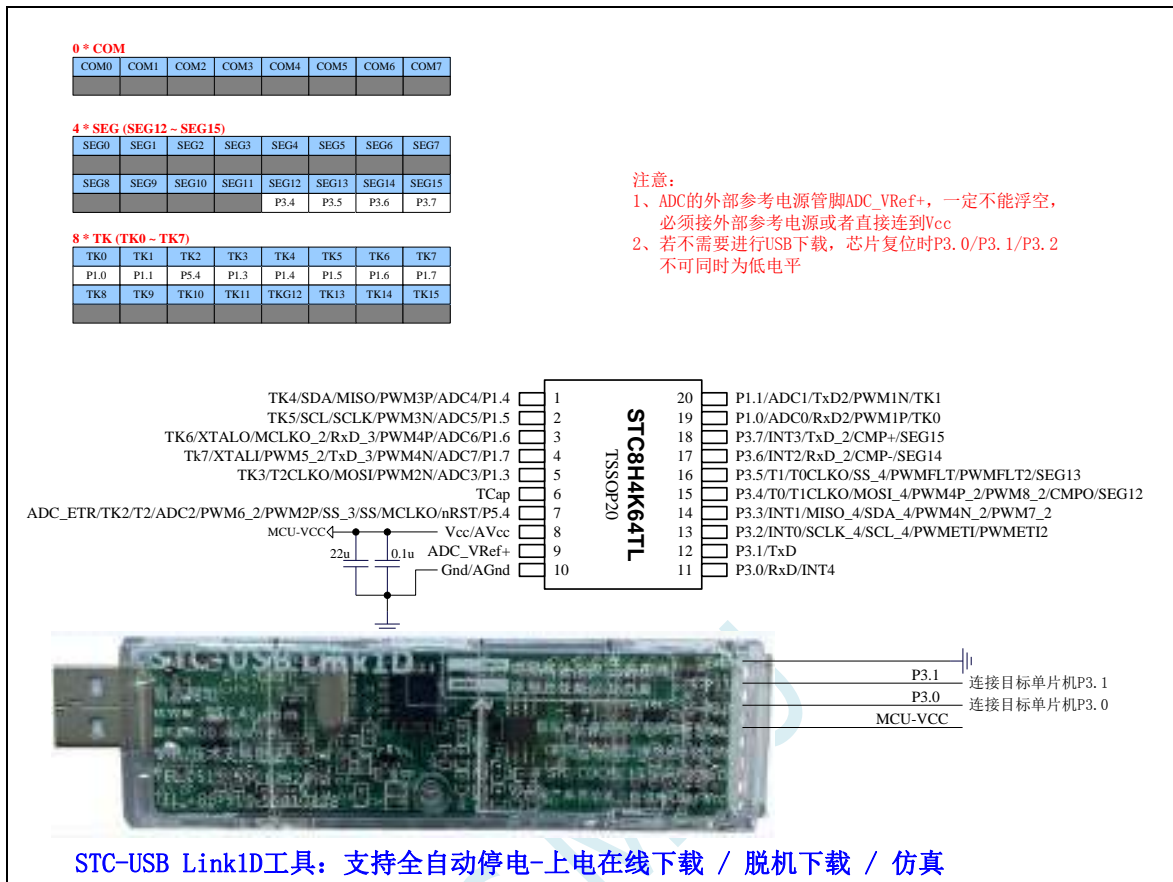 0 * COM
COM0 COM1 COM2 COM3 COM4 COM5 COM6 COM7
4 * SEG (SEG12 ~ SEG15)
SEG0 SEG1 SEG2 SEG3 SEG4 SEG5 SEG6 SEG7
SEG8 SEG9 SEG10 SEG11 SEG12 SEG13 SEG14 SEG15
P3.4 P3.5 P3.6 P3.7
8 * TK (TK0 ~ TK7)
TK0 TK1 TK2 TK3 TK4 TK5 TK6 TK7
P1.0 P1.1 P5.4 P1.3 P1.4 P1.5 P1.6 P1.7
TK8 TK9 TK10 TK11 TKG12 TK13 TK14 TK15
注意:
1、ADC的外部参考电源管脚ADC_VRef+,一定不能浮空,
必须接外部参考电源或者直接连到Vcc
2、若不需要进行USB下载,芯片复位时P3.0/P3.1/P3.2
不可同时为低电平
TK4/SDA/MISO/PWM3P/ADC4/P1.4 1
TK5/SCL/SCLK/PWM3N/ADC5/P1.5 2
TK6/XTALO/MCLKO_2/RxD_3/PWM4P/ADC6/P1.6 3
Tk7/XTALI/PWM5_2/TxD_3/PWM4N/ADC7/P1.7 4
TK3/T2CLKO/MOSI/PWM2N/ADC3/P1.3 5
TCap 6
ADC_ETR/TK2/T2/ADC2/PWM6_2/PWM2P/SS_3/SS/MCLKO/nRST/P5.4 7
MCU-VCC Vcc/AVcc 8
22u 0.1u ADC_VRef+ 9
Gnd/AGnd 10
STC8H4K64TL
TSSOP20
20 P1.1/ADC1/TxD2/PWM1N/TK1
19 P1.0/ADC0/RxD2/PWM1P/TK0
18 P3.7/INT3/TxD_2/CMP+/SEG15
17 P3.6/INT2/RxD_2/CMP-/SEG14
16 P3.5/T1/T0CLKO/SS_4/PWMFLT/PWMFLT2/SEG13
15 P3.4/T0/T1CLKO/MOSI_4/PWM4P_2/PWM8_2/CMPO/SEG12
14 P3.3/INT1/MISO_4/SDA_4/PWM4N_2/PWM7_2
13 P3.2/INT0/SCLK_4/SCL_4/PWMETI/PWMETI2
12 P3.1/TxD
11 P3.0/RxD/INT4
STC-USB Link1D
P3.1 连接目标单片机P3.1
P3.0 连接目标单片机P3.0
MCU-VCC
STC-USB Link1D工具:支持全自动停电-上电在线下载 / 脱机下载 / 仿真